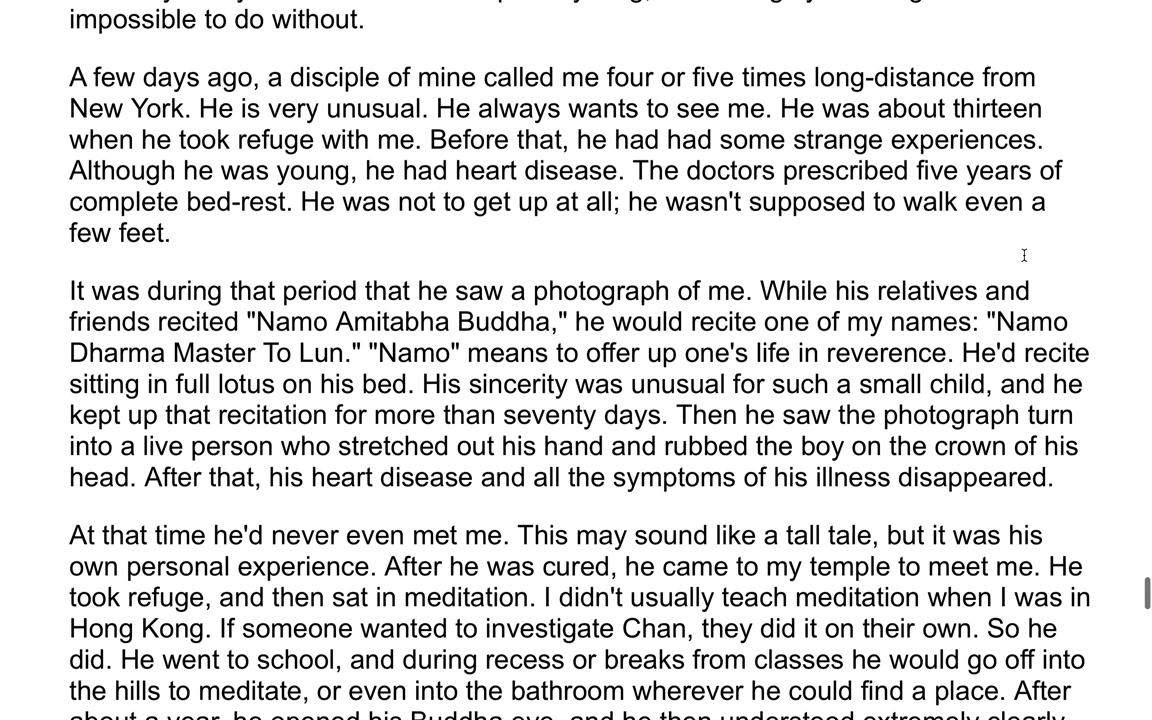 impossible to do without.
A few days ago, a disciple of mine called me four or five times long-distance from
New York. He is very unusual. He always wants to see me. He was about thirteen
when he took refuge with me. Before that, he had had some strange experiences.
Although he was young, he had heart disease. The doctors prescribed five years of
complete bed-rest. He was not to get up at all; he wasn't supposed to walk even a
few feet.
It was during that period that he saw a photograph of me. While his relatives and
friends recited "Namo Amitabha Buddha," he would recite one of my names: "Namo
Dharma Master To Lun." "Namo" means to offer up one's life in reverence. He'd recite
sitting in full lotus on his bed. His sincerity was unusual for such a small child, and he
kept up that recitation for more than seventy days. Then he saw the photograph turn
into a live person who stretched out his hand and rubbed the boy on the crown of his
head. After that, his heart disease and all the symptoms of his illness disappeared.
At that time he'd never even met me. This may sound like a tall tale, but it was his
own personal experience. After he was cured, he came to my temple to meet me. He
took refuge, and then sat in meditation. I didn't usually teach meditation when I was in
Hong Kong. If someone wanted to investigate Chan, they did it on their own. So he
did. He went to school, and during recess or breaks from classes he would go off into
the hills to meditate, or even into the bathroom wherever he could find a place. After
about a year, he opened his Buddha eye, and he then understood extremely clearly